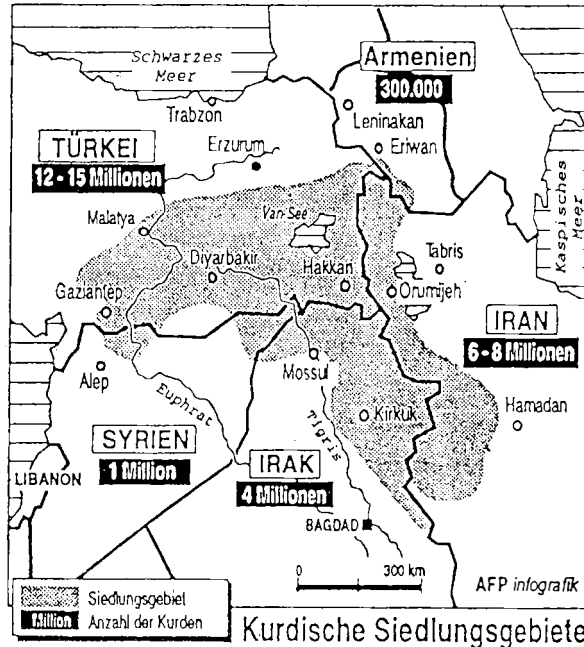 Schwarzes
Meer
Armenien
300.000
Trabzon
Leninakan
Erzurum
Eriwan
TÜRKEI
12-15 Millionen
Kaspisches
Meer
Malatya
Van-See
Tabris
Diyarbakir
Hakkan
Orumijeh
Gaziantep
IRAN
6-8 Millionen
Alep
Mossul
Euphrat
Kirkuk
Hamadan
Tigris
SYRIEN
1 Million
IRAK
4 Millionen
LIBANON
BAGDAD
0 300 km
AFP infografik
Siedlungsgebiet
Million Anzahl der Kurden
Kurdische Siedlungsgebiete